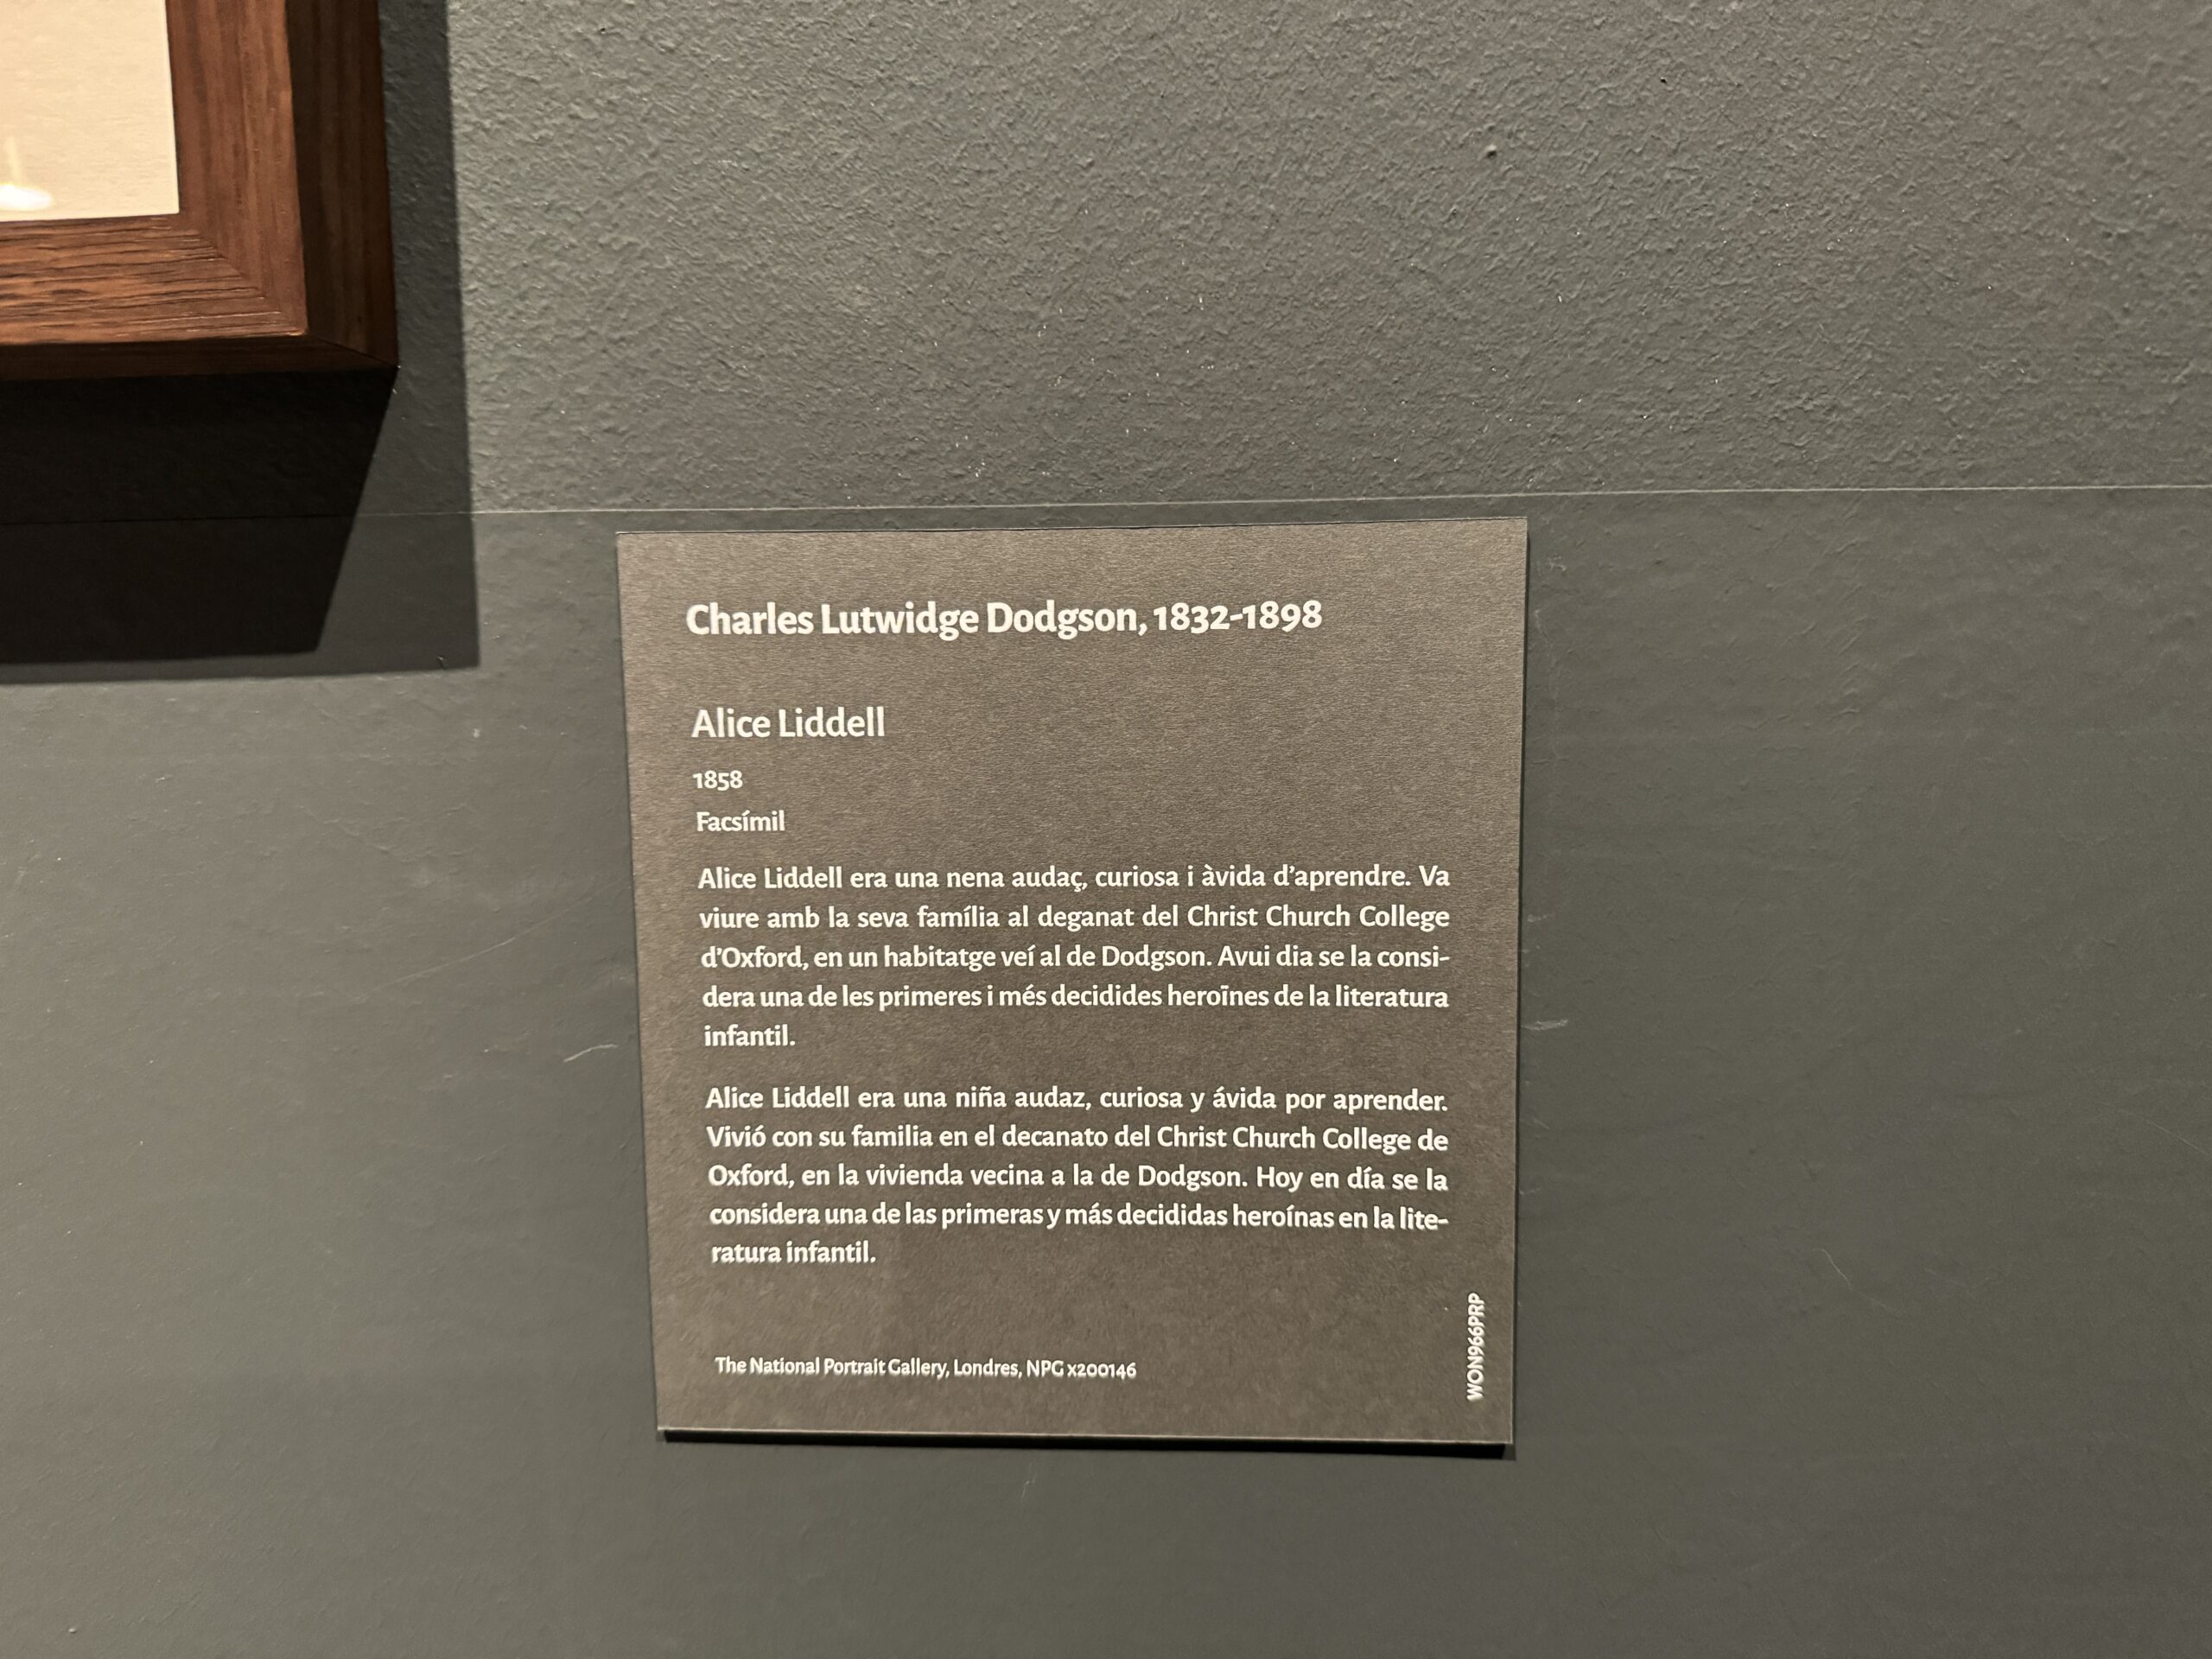 Charles Lutwidge Dodgson, 1832-1898
Alice Liddell
1858
Facsímil
Alice Liddell era una nena audaç, curiosa i àvida d’aprendre. Va
viure amb la seva família al deganat del Christ Church College
d’Oxford, en un habitatge veí al de Dodgson. Avui dia se la consi-
dera una de les primeres i més decidides heroïnes de la literatura
infantil.
Alice Liddell era una niña audaz, curiosa y ávida por aprender.
Vivió con su familia en el decanato del Christ Church College de
Oxford, en la vivienda vecina a la de Dodgson. Hoy en día se la
considera una de las primeras y más decididas heroínas en la lite-
ratura infantil.
The National Portrait Gallery, Londres, NPG x200146
WON966PRP